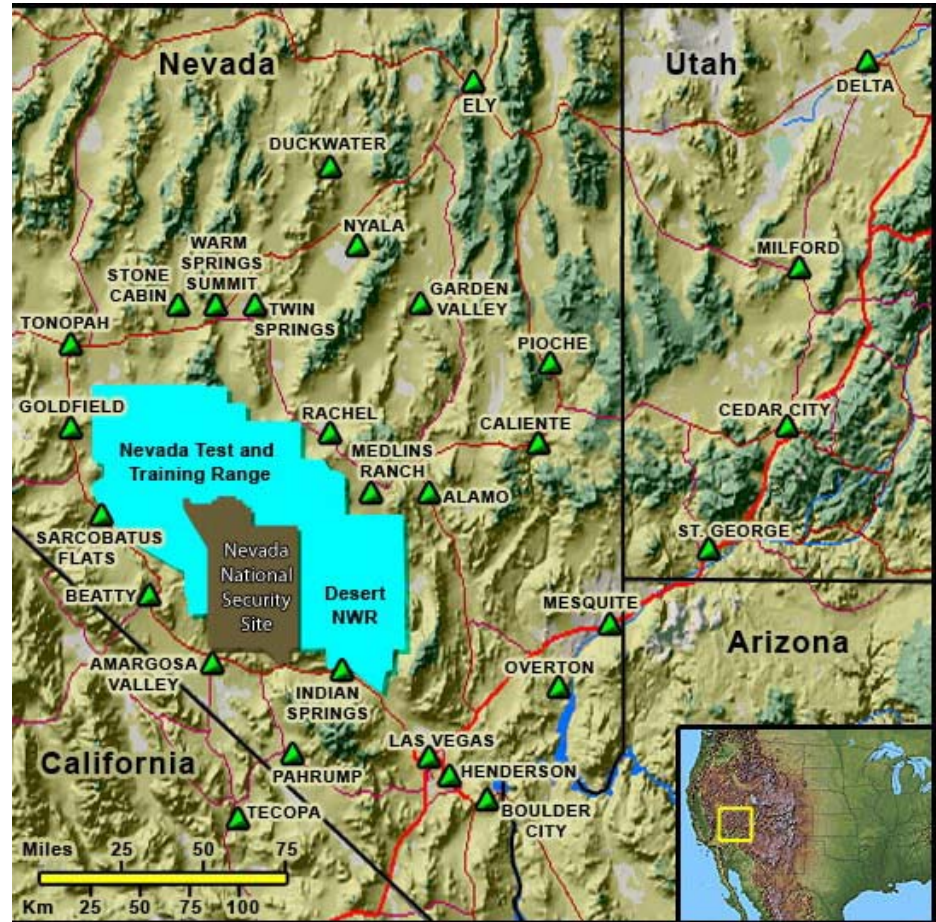 Nevada
Utah
DELTA
ELY
DUCKWATER
NYALA
WARM
SPRINGS
SUMMIT
STONE
CABIN
TWIN
SPRINGS
GARDEN
VALLEY
MILFORD
TONOPAH
PIOCHE
GOLDFIELD
RACHEL
CALIENTE
CEDAR CITY
Nevada Test and
Training Range
MEDLINS
RANCH
ALAMO
SARCOBATUS
FLATS
ST. GEORGE
Nevada
National
Security
Site
Desert
NWR
BEATTY
MESQUITE
Arizona
AMARGOSA
VALLEY
INDIAN
SPRINGS
OVERTON
California
PAHRUMP
LAS VEGAS
HENDERSON
BOULDER
CITY
TECOPA
Miles 25 50 75
Km 25 50 75 100